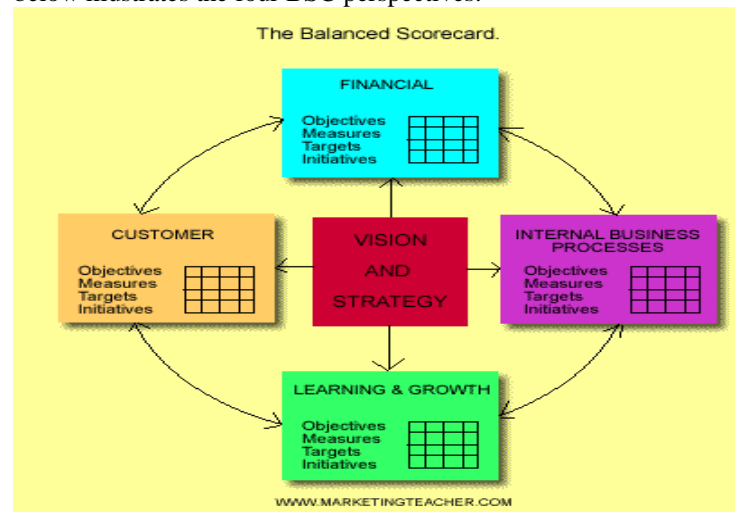 below illustrates the four BSC perspectives.
The Balanced Scorecard.
FINANCIAL
Objectives
Measures
Targets
Initiatives
CUSTOMER
Objectives
Measures
Targets
Initiatives
VISION
AND
STRATEGY
INTERNAL BUSINESS
PROCESSES
Objectives
Measures
Targets
Initiatives
LEARNING & GROWTH
Objectives
Measures
Targets
Initiatives
WWW.MARKETINGTEACHER.COM